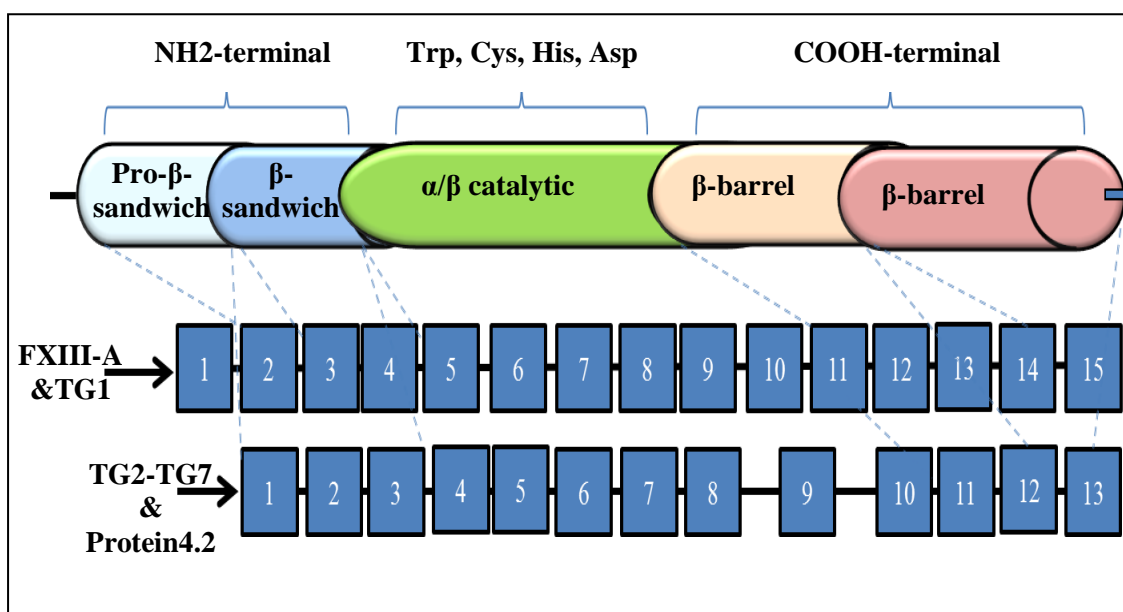 NH2-terminal
Trp, Cys, His, Asp
COOH-terminal
Pro-β-
sandwich
β-
sandwich
α/β catalytic
β-barrel
β-barrel
FXIII-A
&TG1
1 2 3 4 5 6 7 8 9 10 11 12 13 14 15
TG2-TG7
&
Protein4.2
1 2 3 4 5 6 7 8 9 10 11 12 13